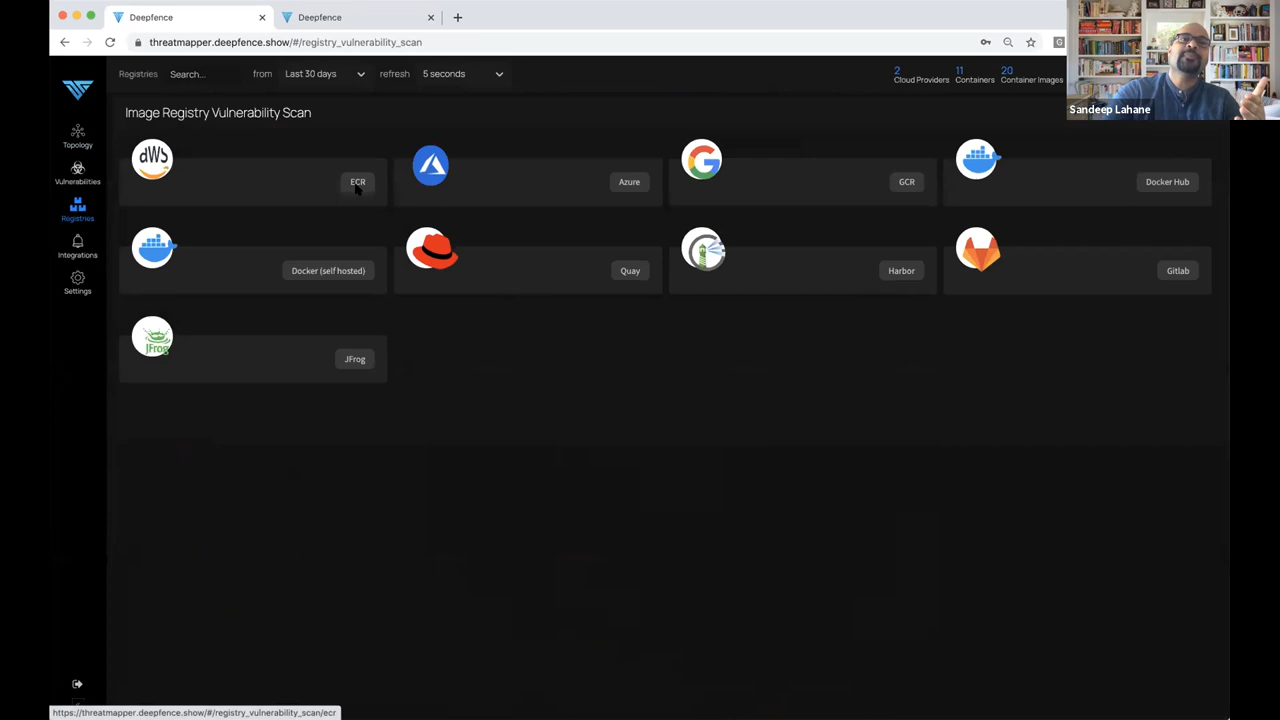 Deepfence
Deepfence
threatmapper.deepfence.show/#/registry_vulnerability_scan
Registries Search... from Last 30 days refresh 5 seconds
2 Cloud Providers
11 Containers
20 Container Images
Sandeep Lahane
Image Registry Vulnerability Scan
Topology
Vulnerabilities
Registries
Integrations
Settings
aws
ECR
Azure
G
GCR
Docker Hub
Docker (self hosted)
Quay
Harbor
Gitlab
JFrog
JFrog
https://threatmapper.deepfence.show/#/registry_vulnerability_scan/ecr